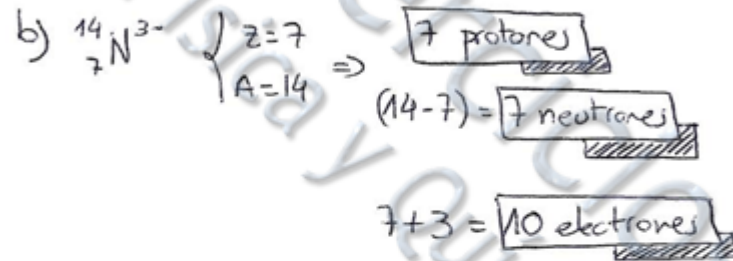 b) ¹⁴₇N³⁻ { Z=7 ⇒ 7 protones
A=14
(14-7) = 7 neutrones
7+3 = 10 electrones